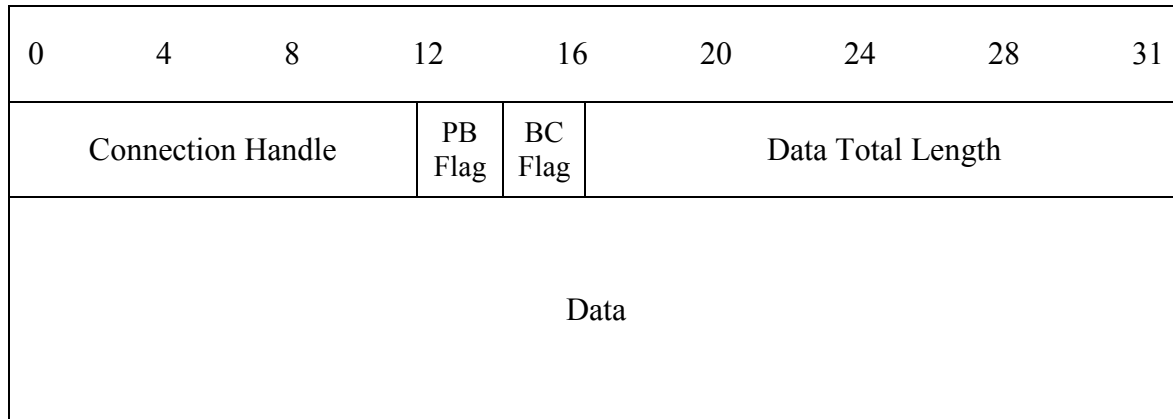 0 4 8 12 16 20 24 28 31
Connection Handle PB Flag BC Flag Data Total Length
Data